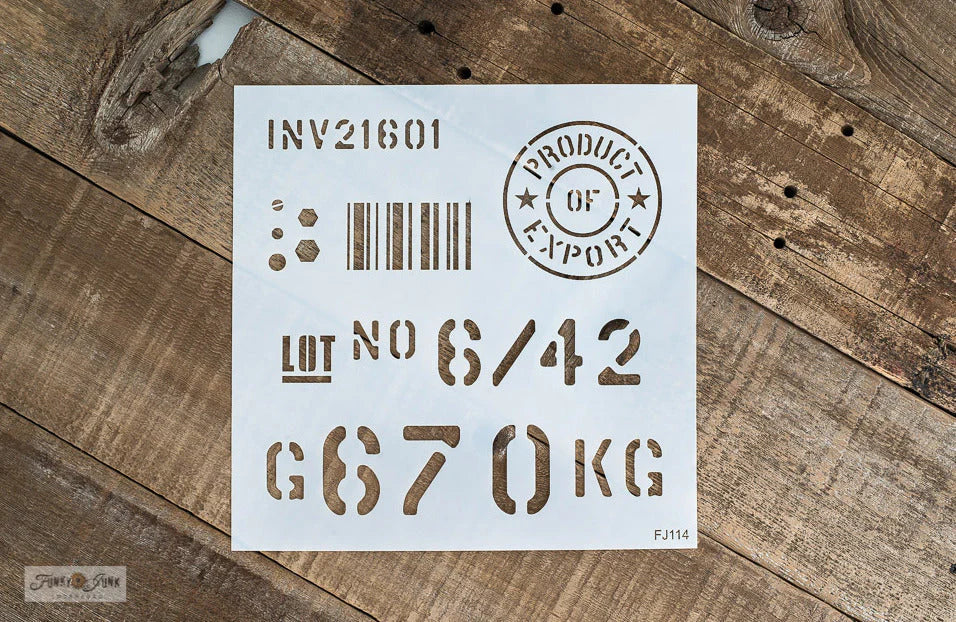 INV21601
PRODUCT
OF
EXPORT
LOT NO 6/42
G670KG
FJ114
FUNKY JUNK